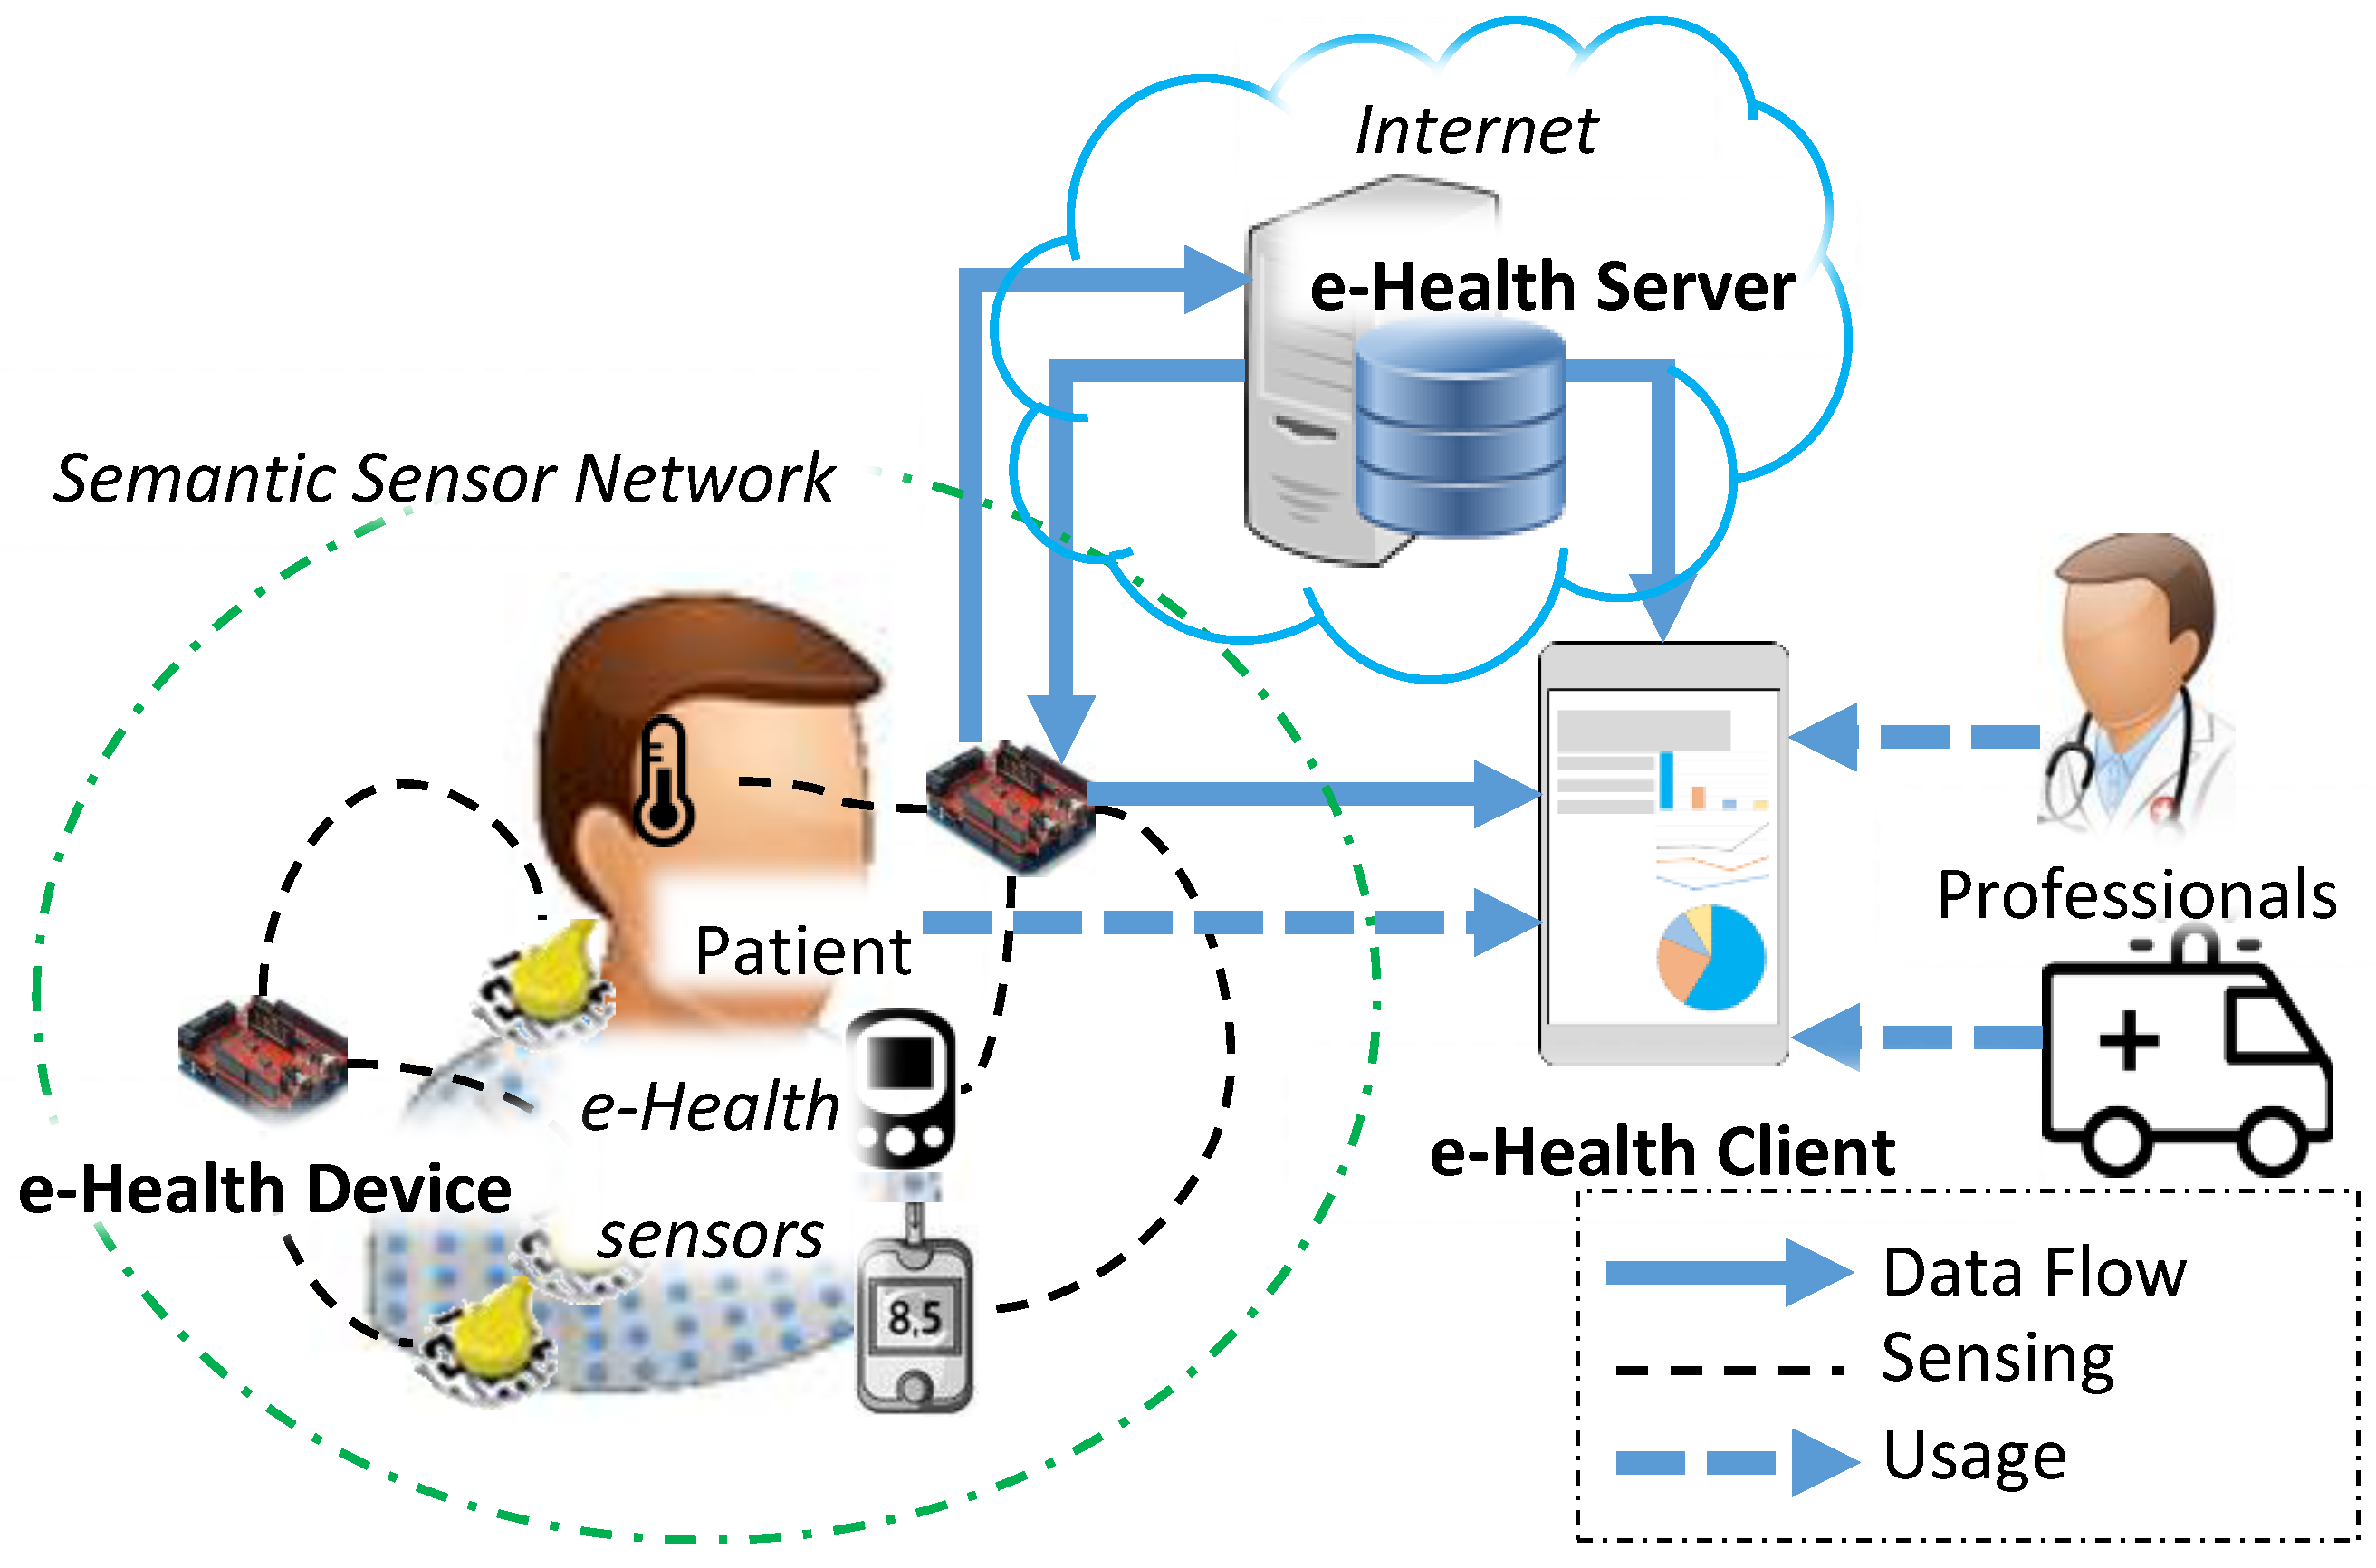 Internet
e-Health Server
Semantic Sensor Network
Patient
Professionals
e-Health
sensors
e-Health Device
8,5
e-Health Client
Data Flow
Sensing
Usage